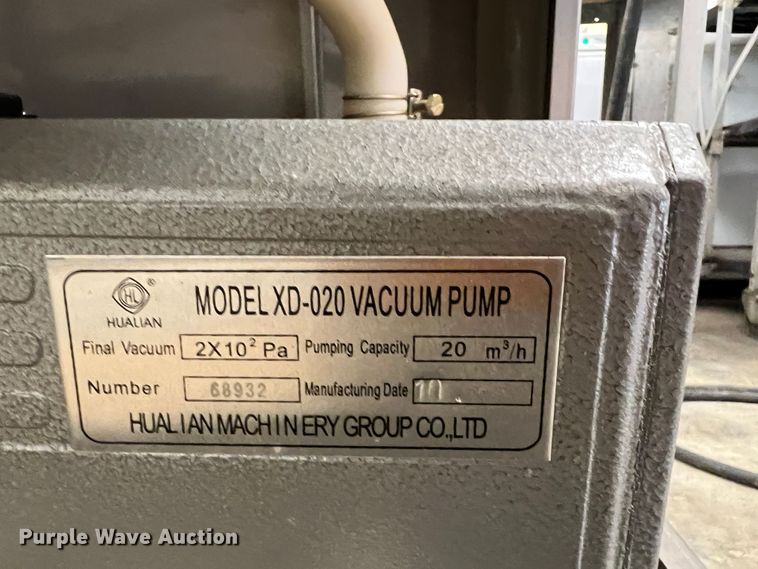 HL ®
HUALIAN
MODEL XD-020 VACUUM PUMP
Final Vacuum 2X10² Pa Pumping Capacity 20 m³/h
Number 68932 Manufacturing Date
HUALIAN MACHINERY GROUP CO.,LTD
Purple Wave Auction